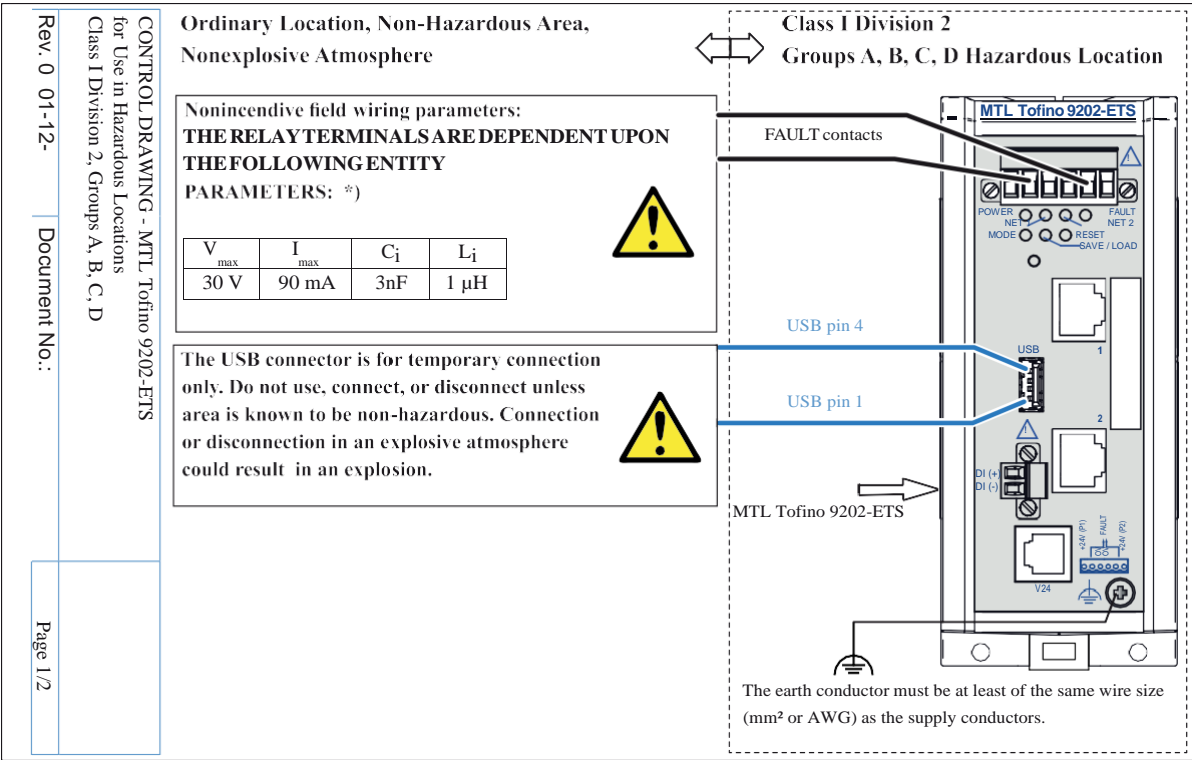 Ordinary Location, Non-Hazardous Area,
Nonexplosive Atmosphere
Class I Division 2
Groups A, B, C, D Hazardous Location
Nonincendive field wiring parameters:
THE RELAY TERMINALS ARE DEPENDENT UPON
THE FOLLOWING ENTITY
PARAMETERS: *)
Vmax Imax Ci Li
30 V 90 mA 3nF 1 µH
The USB connector is for temporary connection
only. Do not use, connect, or disconnect unless
area is known to be non-hazardous. Connection
or disconnection in an explosive atmosphere
could result in an explosion.
FAULT contacts
USB pin 4
USB pin 1
MTL Tofino 9202-ETS
MTL Tofino 9202-ETS
POWER FAULT
NET 1 NET 2
MODE RESET
SAVE / LOAD
1
USB
2
DI (+)
DI (-)
+24V (P1)
FAULT
+24V (P2)
V24
The earth conductor must be at least of the same wire size
(mm² or AWG) as the supply conductors.
CONTROL DRAWING - MTL Tofino 9202-ETS
for Use in Hazardous Locations
Class I Division 2, Groups A, B, C, D
Rev. 0 01-12-
Document No.:
Page 1/2